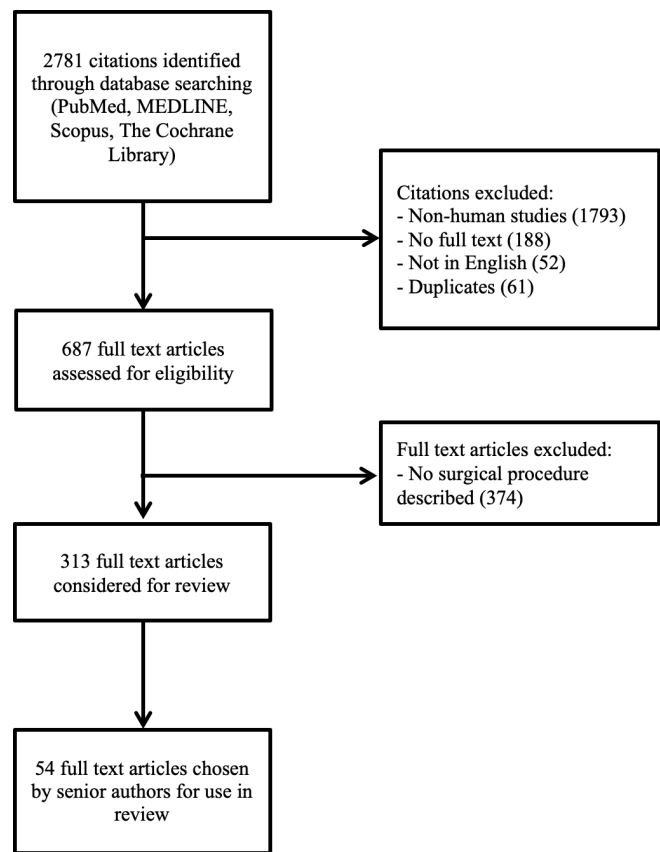 2781 citations identified
through database searching
(PubMed, MEDLINE,
Scopus, The Cochrane
Library)
Citations excluded:
- Non-human studies (1793)
- No full text (188)
- Not in English (52)
- Duplicates (61)
687 full text articles
assessed for eligibility
Full text articles excluded:
- No surgical procedure
described (374)
313 full text articles
considered for review
54 full text articles chosen
by senior authors for use in
review